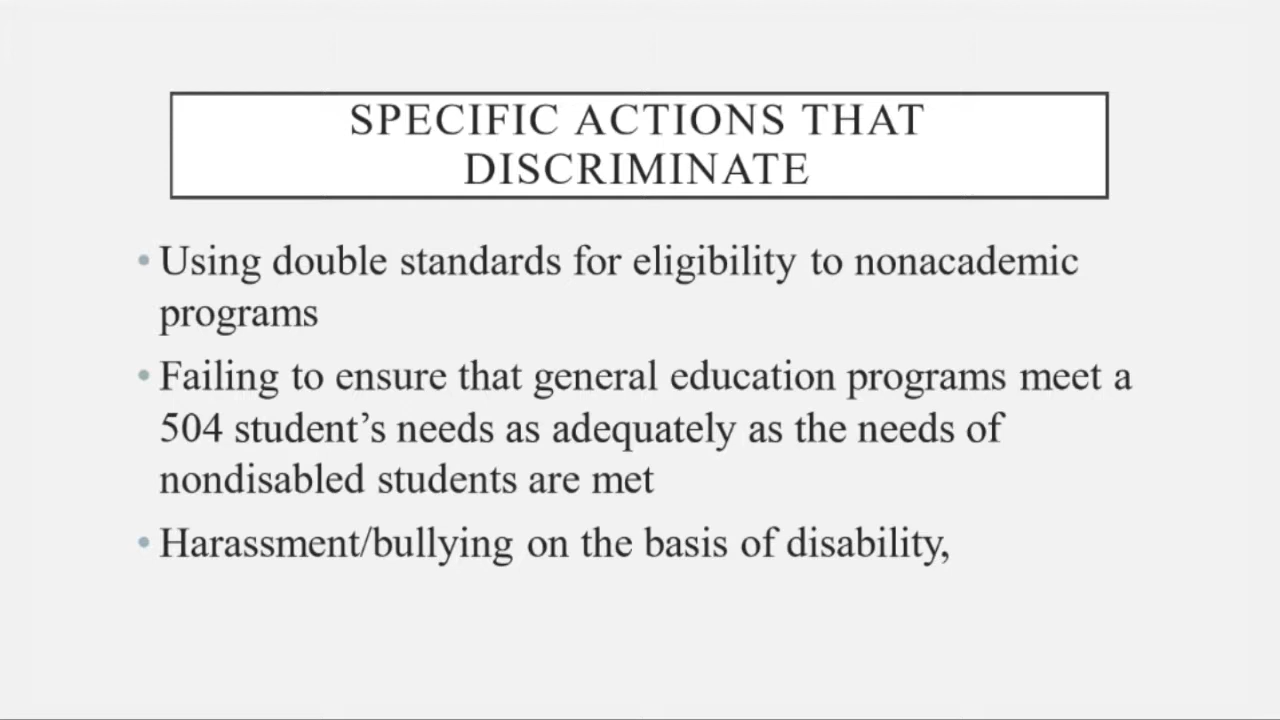 SPECIFIC ACTIONS THAT
DISCRIMINATE
• Using double standards for eligibility to nonacademic
programs
• Failing to ensure that general education programs meet a
504 student’s needs as adequately as the needs of
nondisabled students are met
• Harassment/bullying on the basis of disability,